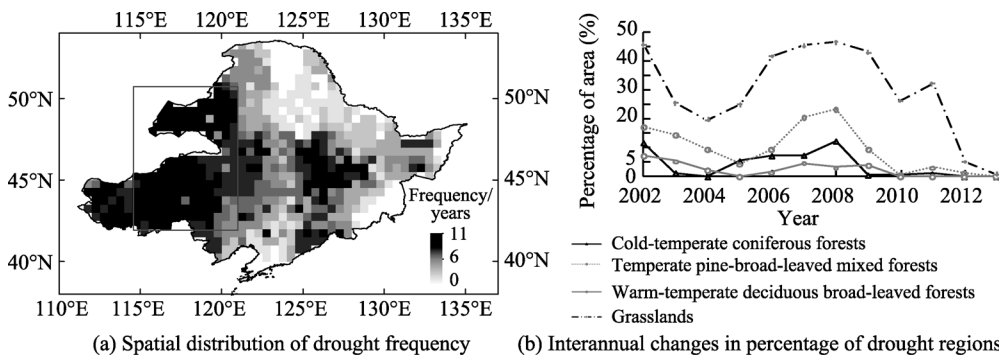 115°E 120°E 125°E 130°E 135°E
50°N
45°N
40°N
110°E 115°E 120°E 125°E 130°E
50°N
45°N
40°N
Frequency/
years
11
6
0
(a) Spatial distribution of drought frequency
Percentage of area (%)
50
40
30
20
5
0
2002 2004 2006 2008 2010 2012
Year
Cold-temperate coniferous forests
Temperate pine-broad-leaved mixed forests
Warm-temperate deciduous broad-leaved forests
Grasslands
(b) Interannual changes in percentage of drought regions